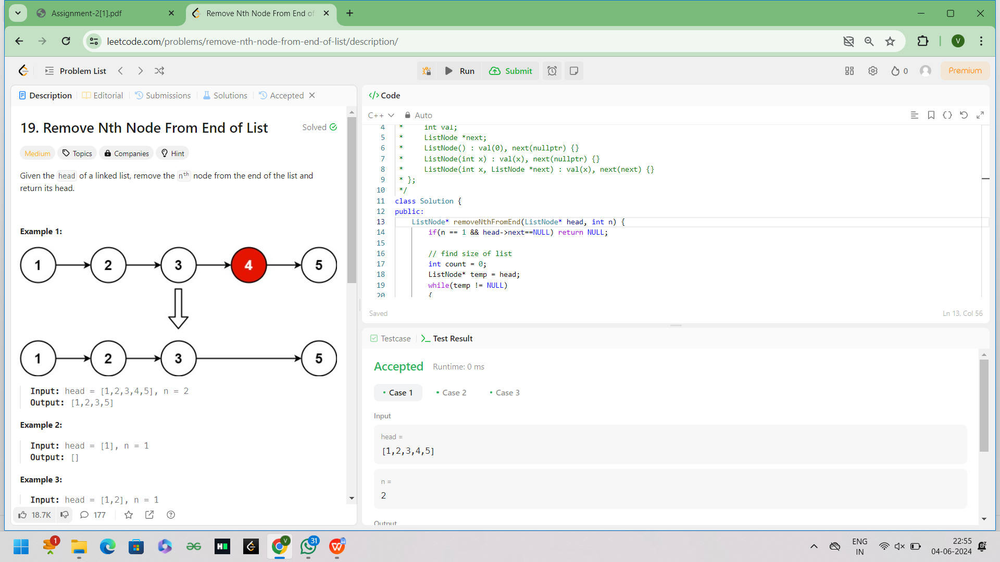 Assignment-2[1].pdf
Remove Nth Node From End of
leetcode.com/problems/remove-nth-node-from-end-of-list/description/
V
Problem List
Run
Submit
0
Premium
Description
Editorial
Submissions
Solutions
Accepted
19. Remove Nth Node From End of List
Solved
Medium
Topics
Companies
Hint
Given the head of a linked list, remove the nth node from the end of the list and
return its head.
Example 1:
1 2 3 4 5
1 2 3 5
Input: head = [1,2,3,4,5], n = 2
Output: [1,2,3,5]
Example 2:
Input: head = [1], n = 1
Output: []
Example 3:
Input: head = [1,2], n = 1
18.7K
177
</> Code
C++
Auto
4 * int val;
5 * ListNode *next;
6 * ListNode() : val(0), next(nullptr) {}
7 * ListNode(int x) : val(x), next(nullptr) {}
8 * ListNode(int x, ListNode *next) : val(x), next(next) {}
9 * };
10 */
11 class Solution {
12 public:
13 ListNode* removeNthFromEnd(ListNode* head, int n) {
14 if(n == 1 && head->next==NULL) return NULL;
15
16 // find size of list
17 int count = 0;
18 ListNode* temp = head;
19 while(temp != NULL)
20 {
Saved
Ln 13, Col 56
Testcase
Test Result
Accepted
Runtime: 0 ms
Case 1
Case 2
Case 3
Input
head =
[1,2,3,4,5]
n =
2
Output
1
V
31
ENG
IN
22:55
04-06-2024